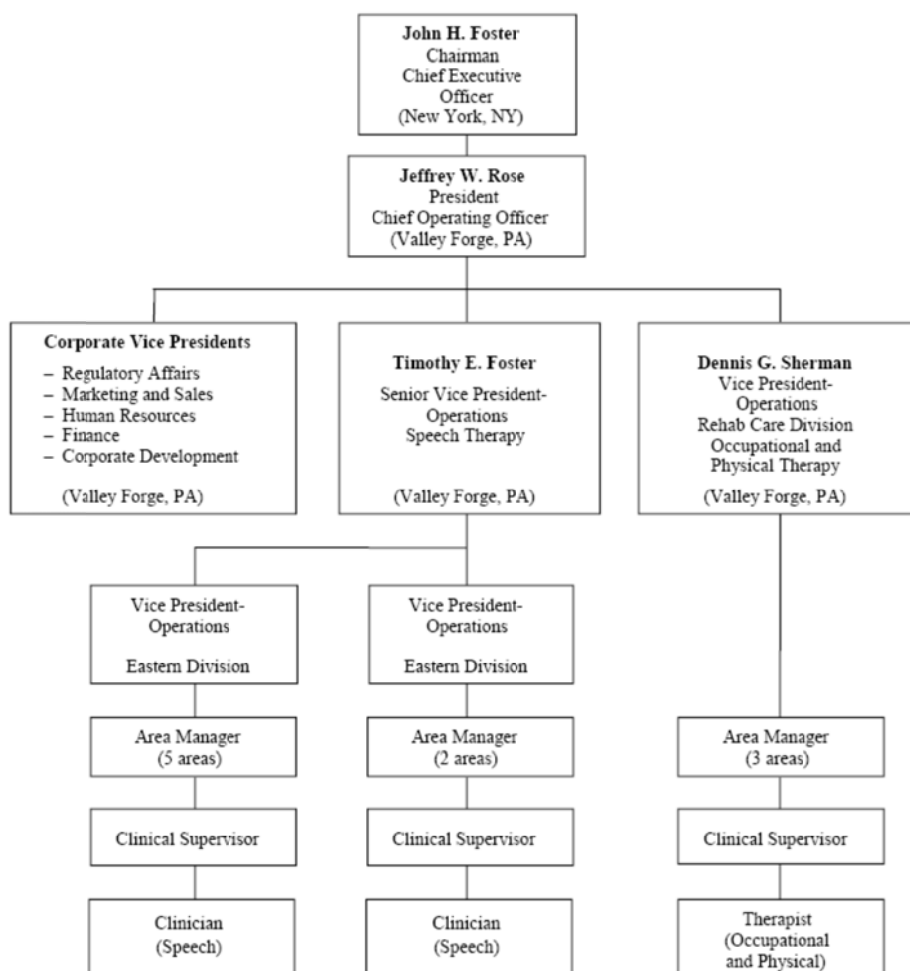 John H. Foster
Chairman
Chief Executive
Officer
(New York, NY)
Jeffrey W. Rose
President
Chief Operating Officer
(Valley Forge, PA)
Corporate Vice Presidents
– Regulatory Affairs
– Marketing and Sales
– Human Resources
– Finance
– Corporate Development
(Valley Forge, PA)
Timothy E. Foster
Senior Vice President-
Operations
Speech Therapy
(Valley Forge, PA)
Dennis G. Sherman
Vice President-
Operations
Rehab Care Division
Occupational and
Physical Therapy
(Valley Forge, PA)
Vice President-
Operations
Eastern Division
Vice President-
Operations
Eastern Division
Area Manager
(5 areas)
Area Manager
(2 areas)
Area Manager
(3 areas)
Clinical Supervisor
Clinical Supervisor
Clinical Supervisor
Clinician
(Speech)
Clinician
(Speech)
Therapist
(Occupational
and Physical)